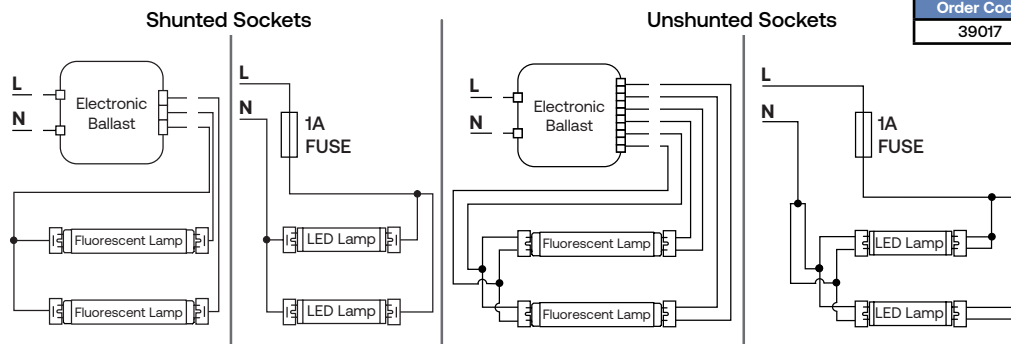 Shunted Sockets
L
N
Electronic
Ballast
Fluorescent Lamp
Fluorescent Lamp
L
N
1A
FUSE
LED Lamp
LED Lamp
Unshunted Sockets
L
N
Electronic
Ballast
Fluorescent Lamp
Fluorescent Lamp
L
N
1A
FUSE
LED Lamp
LED Lamp
Order Cod
39017